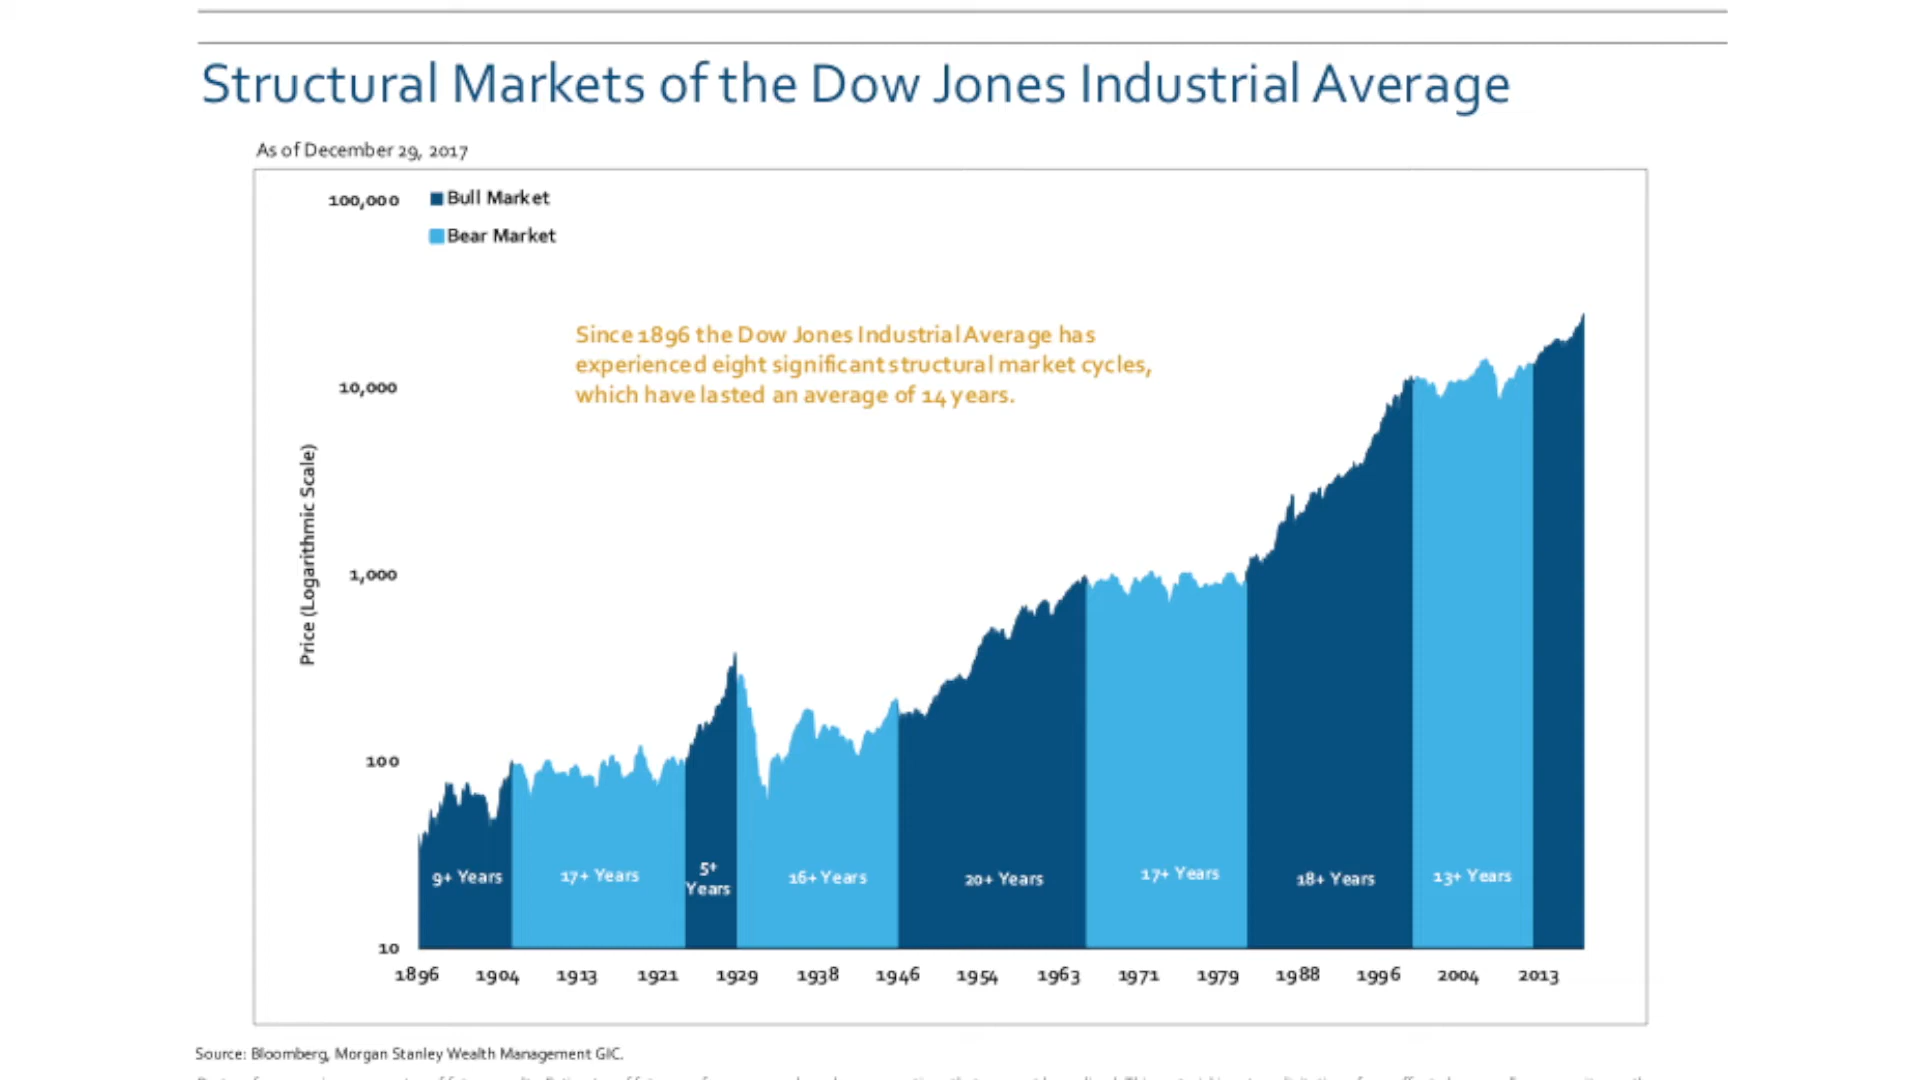 Structural Markets of the Dow Jones Industrial Average
As of December 29, 2017
100,000
Bull Market
Bear Market
Since 1896 the Dow Jones Industrial Average has
experienced eight significant structural market cycles,
which have lasted an average of 14 years.
10,000
Price (Logarithmic Scale)
1,000
100
9+ Years
17+ Years
5+
Years
16+ Years
20+ Years
17+ Years
18+ Years
13+ Years
10
1896 1904 1913 1921 1929 1938 1946 1954 1963 1971 1979 1988 1996 2004 2013
Source: Bloomberg, Morgan Stanley Wealth Management GIC.